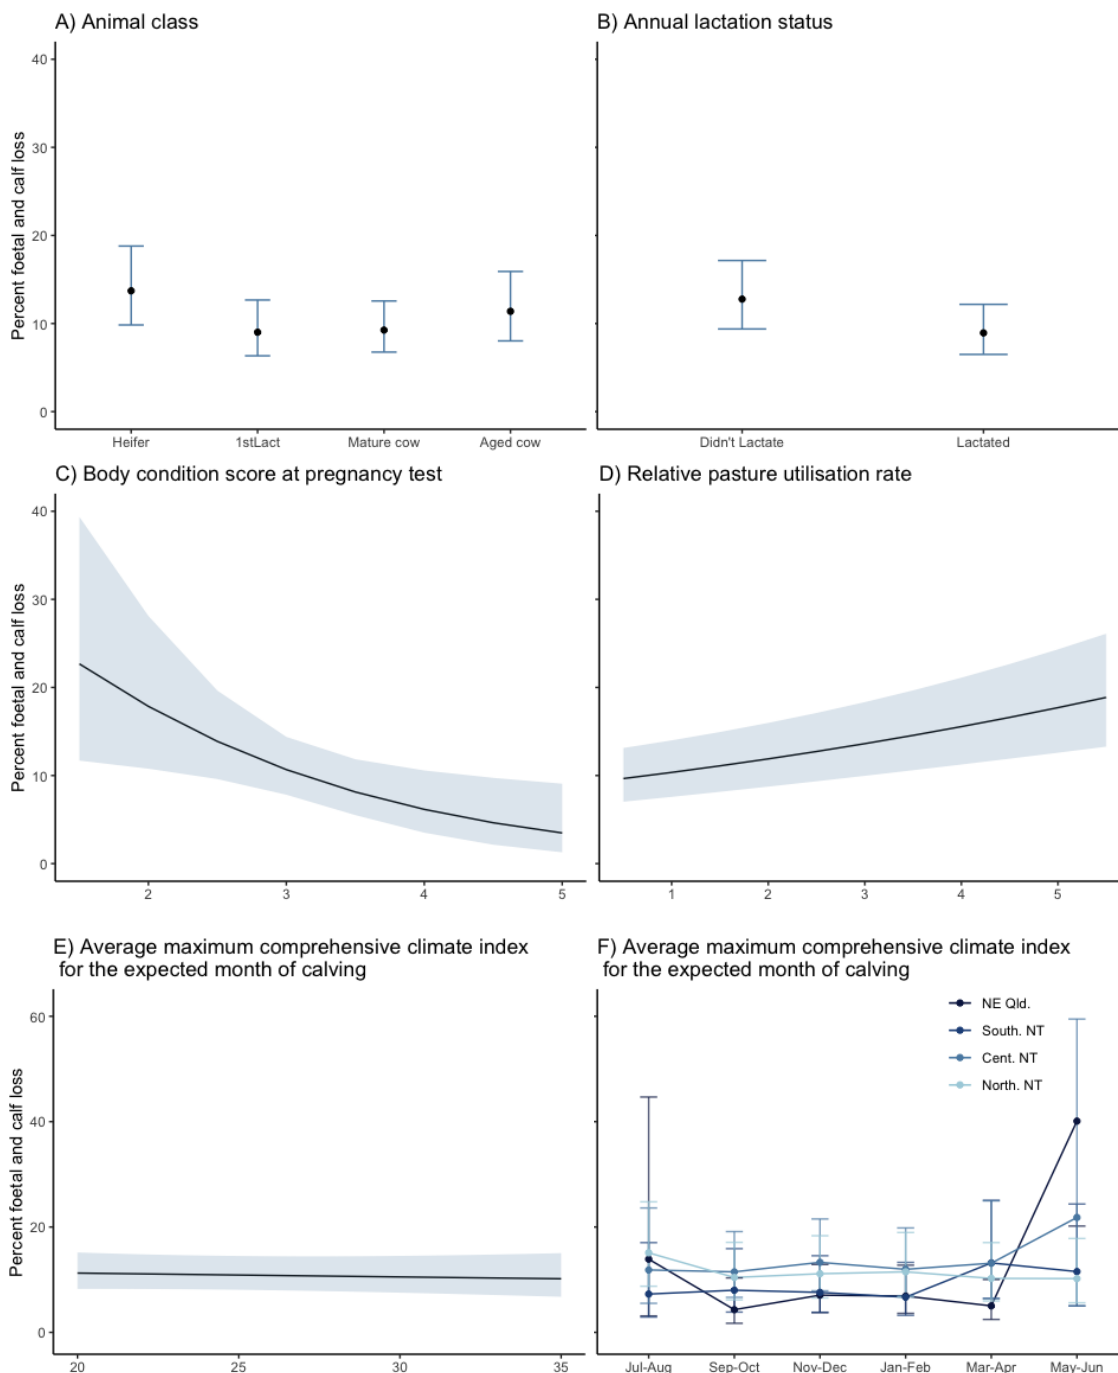 A) Animal class
B) Annual lactation status
Percent foetal and calf loss
40
30
20
10
0
Heifer
1stLact
Mature cow
Aged cow
Didn't Lactate
Lactated
C) Body condition score at pregnancy test
D) Relative pasture utilisation rate
Percent foetal and calf loss
40
30
20
10
0
2
3
4
5
1
2
3
4
5
E) Average maximum comprehensive climate index
for the expected month of calving
F) Average maximum comprehensive climate index
for the expected month of calving
Percent foetal and calf loss
60
40
20
0
20
25
30
35
NE Qld.
South. NT
Cent. NT
North. NT
Jul-Aug
Sep-Oct
Nov-Dec
Jan-Feb
Mar-Apr
May-Jun